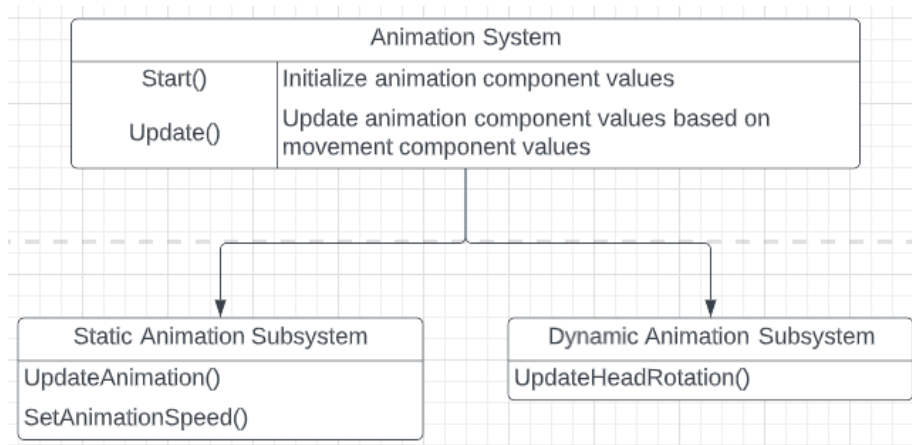 Animation System
Start()
Initialize animation component values
Update()
Update animation component values based on
movement component values
Static Animation Subsystem
UpdateAnimation()
SetAnimationSpeed()
Dynamic Animation Subsystem
UpdateHeadRotation()